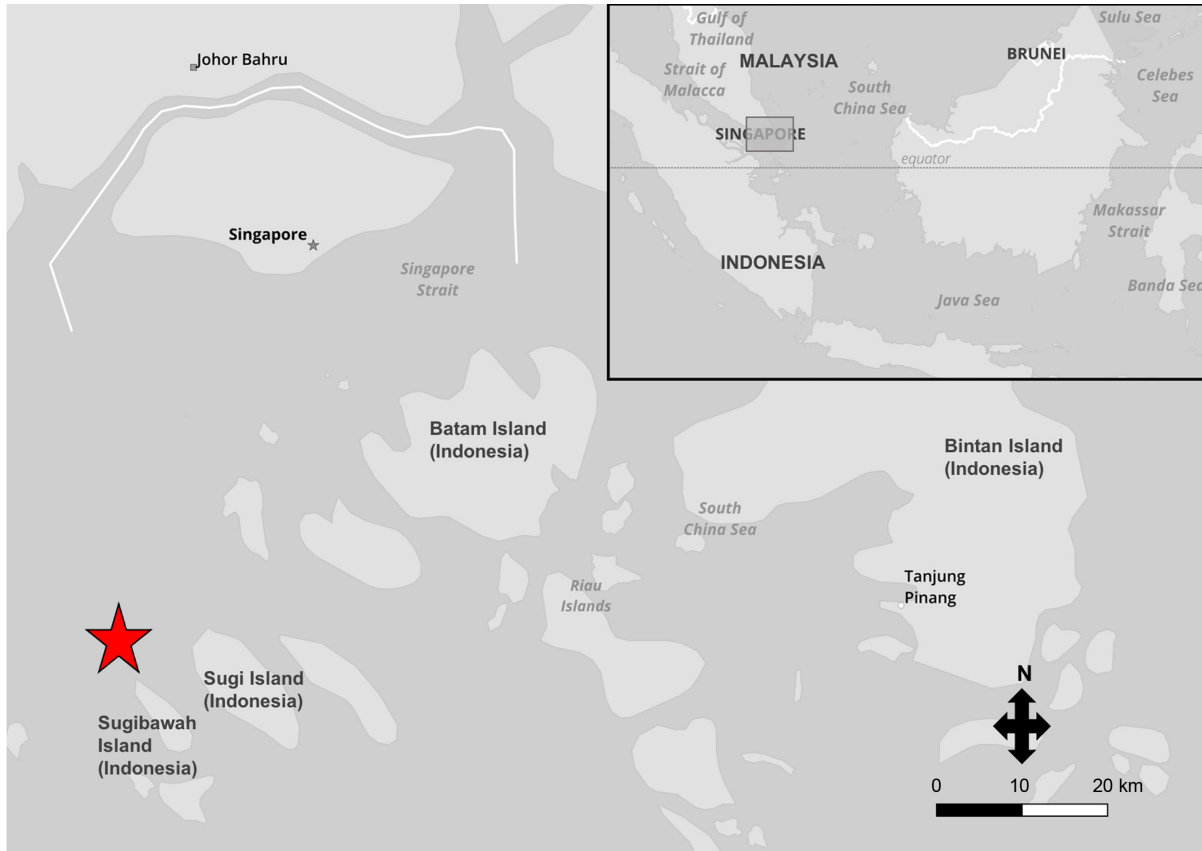 Johor Bahru
Singapore
Singapore
Strait
Gulf of
Thailand
MALAYSIA
Strait of
Malacca
SINGAPORE
South
China Sea
BRUNEI
Sulu Sea
Celebes
Sea
equator
Makassar
Strait
INDONESIA
Java Sea
Banda Sea
Batam Island
(Indonesia)
Bintan Island
(Indonesia)
South
China Sea
Riau
Islands
Tanjung
Pinang
Sugi Island
(Indonesia)
Sugibawah
Island
(Indonesia)
N
0 10 20 km